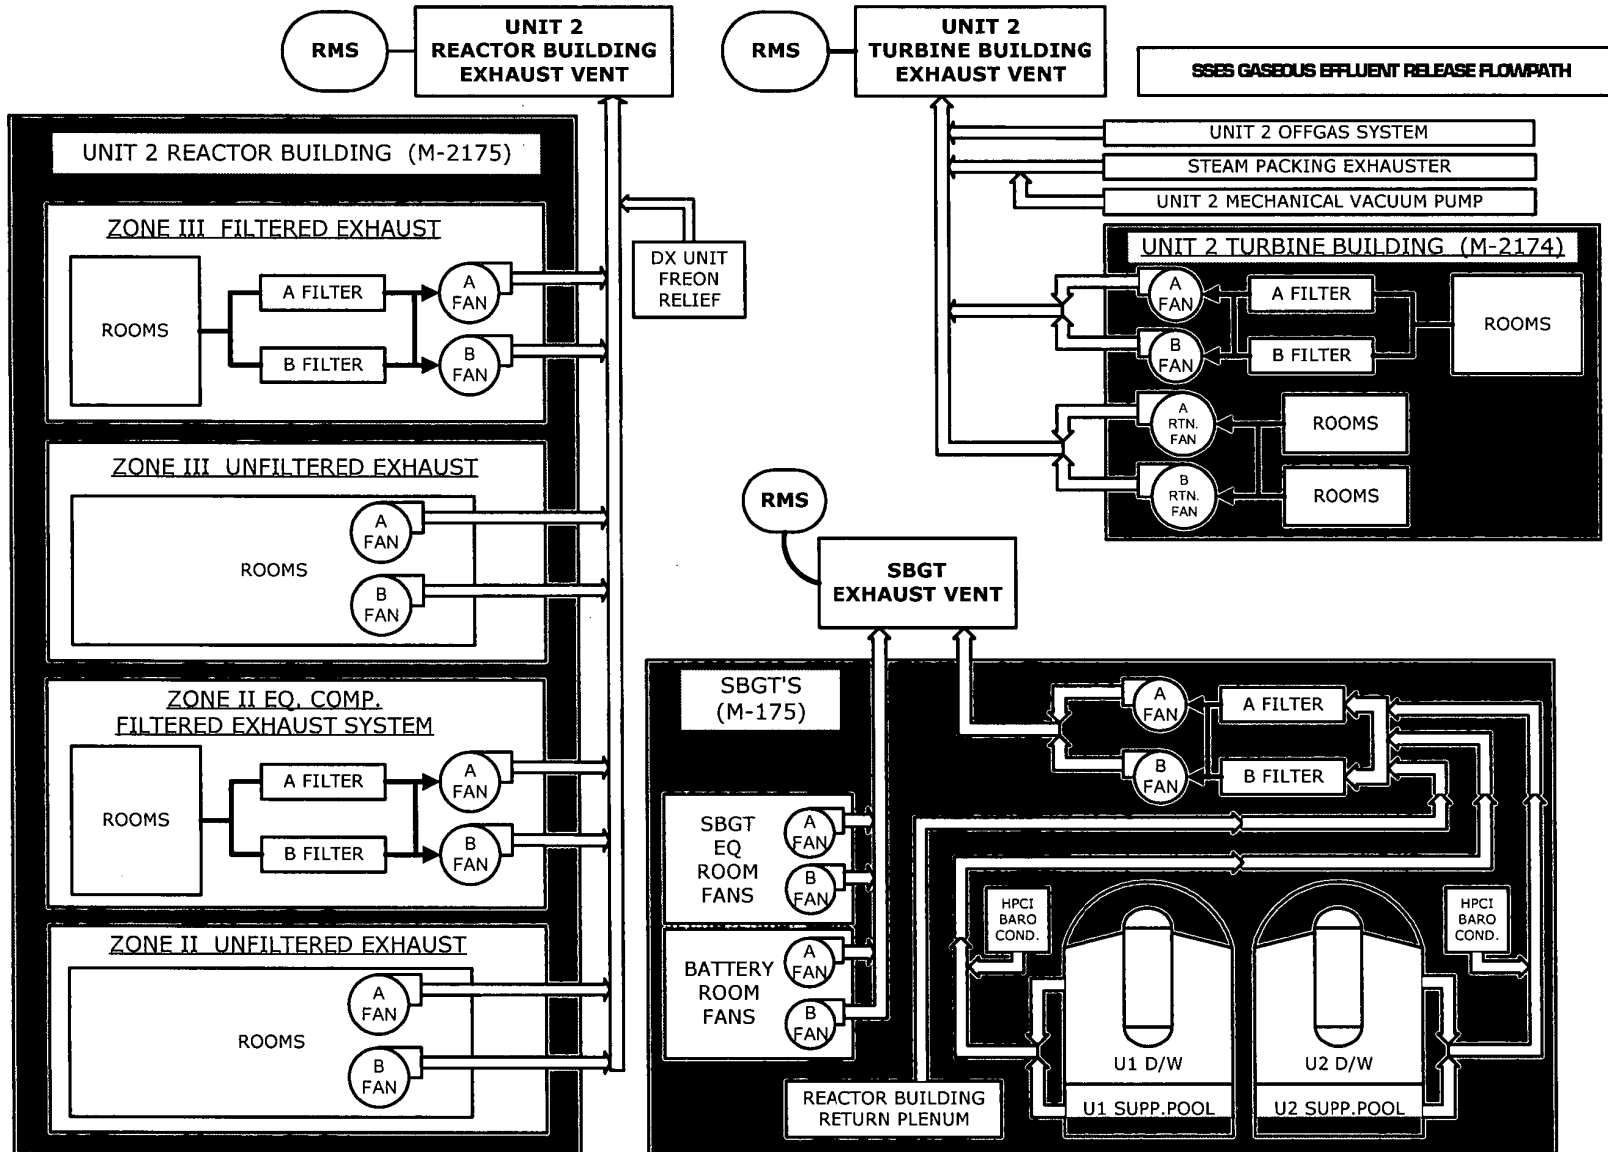 RMS
UNIT 2
REACTOR BUILDING
EXHAUST VENT
RMS
UNIT 2
TURBINE BUILDING
EXHAUST VENT
SSES GASEOUS EFFLUENT RELEASE FLOWPATH
UNIT 2 REACTOR BUILDING (M-2175)
ZONE III FILTERED EXHAUST
ROOMS
A FILTER
B FILTER
A
FAN
B
FAN
DX UNIT
FREON
RELIEF
ZONE III UNFILTERED EXHAUST
ROOMS
A
FAN
B
FAN
ZONE II EQ. COMP.
FILTERED EXHAUST SYSTEM
ROOMS
A FILTER
B FILTER
A
FAN
B
FAN
ZONE II UNFILTERED EXHAUST
ROOMS
A
FAN
B
FAN
UNIT 2 OFFGAS SYSTEM
STEAM PACKING EXHAUSTER
UNIT 2 MECHANICAL VACUUM PUMP
UNIT 2 TURBINE BUILDING (M-2174)
A
FAN
B
FAN
A FILTER
B FILTER
ROOMS
A
RTN.
FAN
B
RTN.
FAN
ROOMS
ROOMS
RMS
SBGT
EXHAUST VENT
SBGT'S
(M-175)
A
FAN
B
FAN
A FILTER
B FILTER
SBGT
EQ
ROOM
FANS
A
FAN
B
FAN
BATTERY
ROOM
FANS
A
FAN
B
FAN
HPCI
BARO
COND.
HPCI
BARO
COND.
U1 D/W
U1 SUPP.POOL
U2 D/W
U2 SUPP.POOL
REACTOR BUILDING
RETURN PLENUM